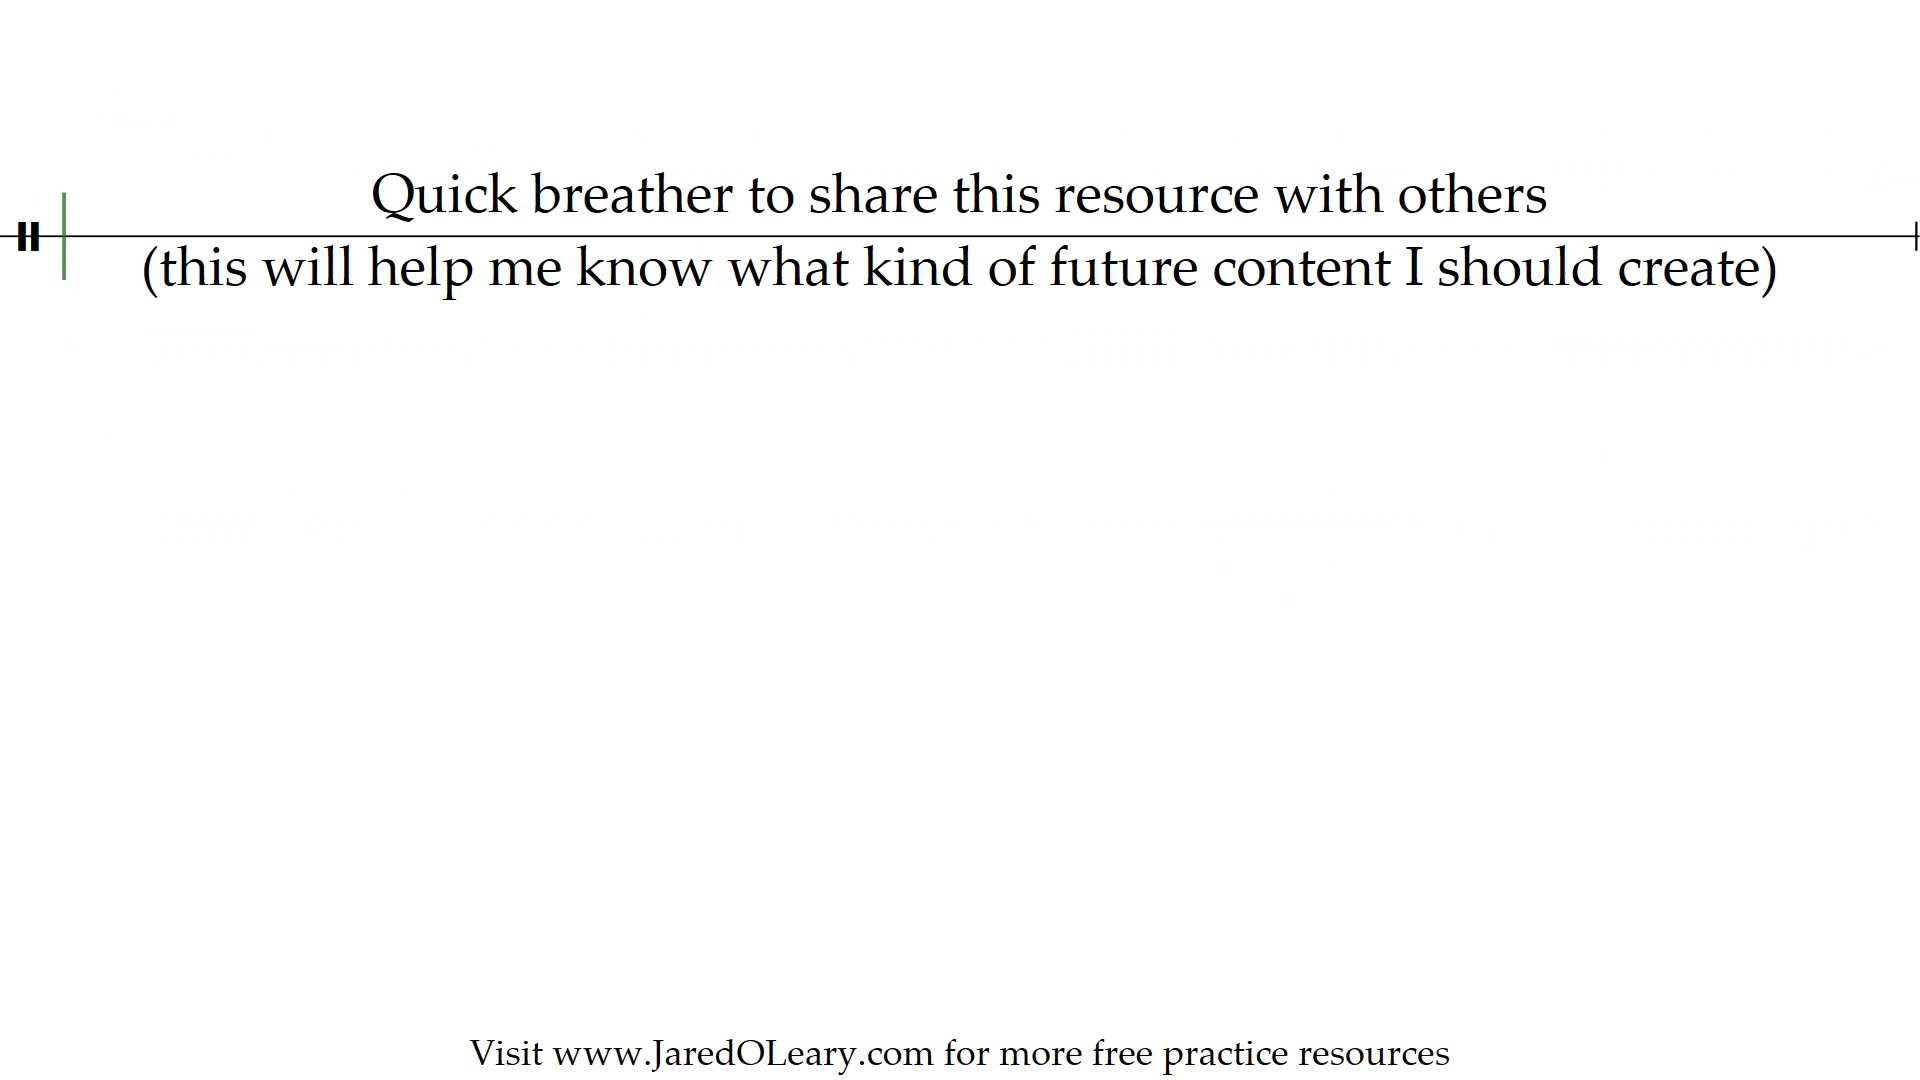 Quick breather to share this resource with others
(this will help me know what kind of future content I should create)
Visit www.JaredOLeary.com for more free practice resources